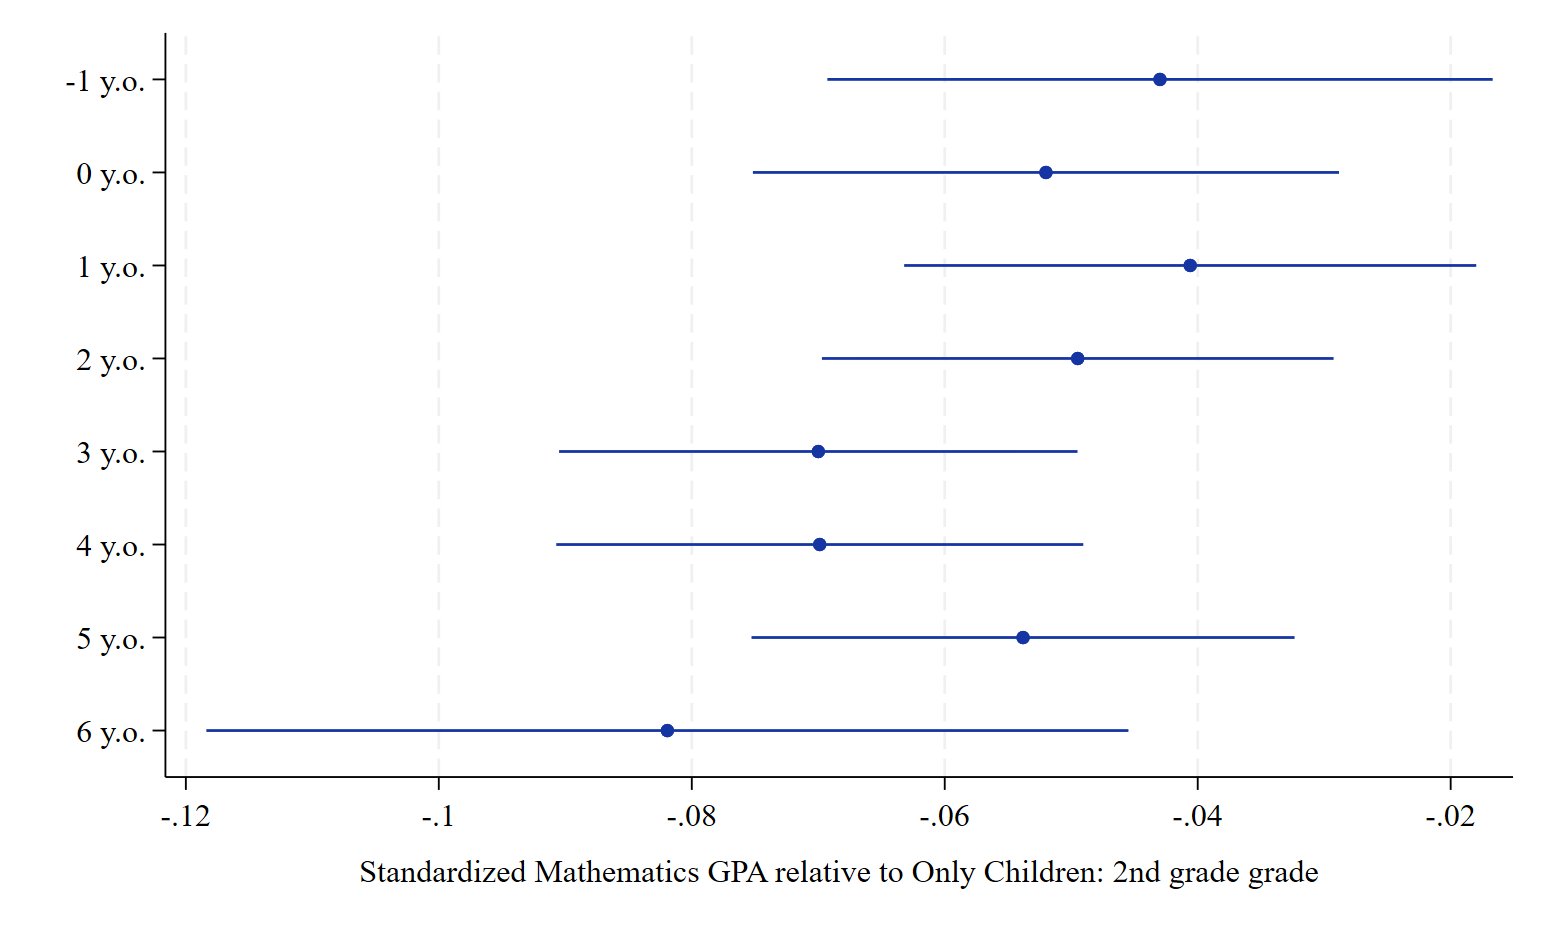 -1 y.o.
0 y.o.
1 y.o.
2 y.o.
3 y.o.
4 y.o.
5 y.o.
6 y.o.
-.12 -.1 -.08 -.06 -.04 -.02
Standardized Mathematics GPA relative to Only Children: 2nd grade grade